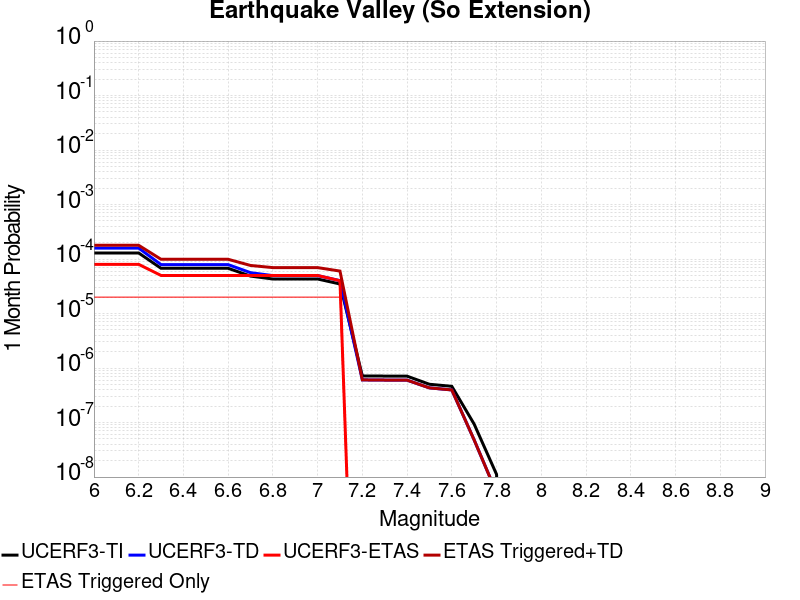 Earthquake Valley (So Extension)
10^0
10^-1
10^-2
10^-3
10^-4
10^-5
10^-6
10^-7
10^-8
1 Month Probability
6 6.2 6.4 6.6 6.8 7 7.2 7.4 7.6 7.8 8 8.2 8.4 8.6 8.8 9
Magnitude
UCERF3-TI UCERF3-TD UCERF3-ETAS ETAS Triggered+TD
ETAS Triggered Only